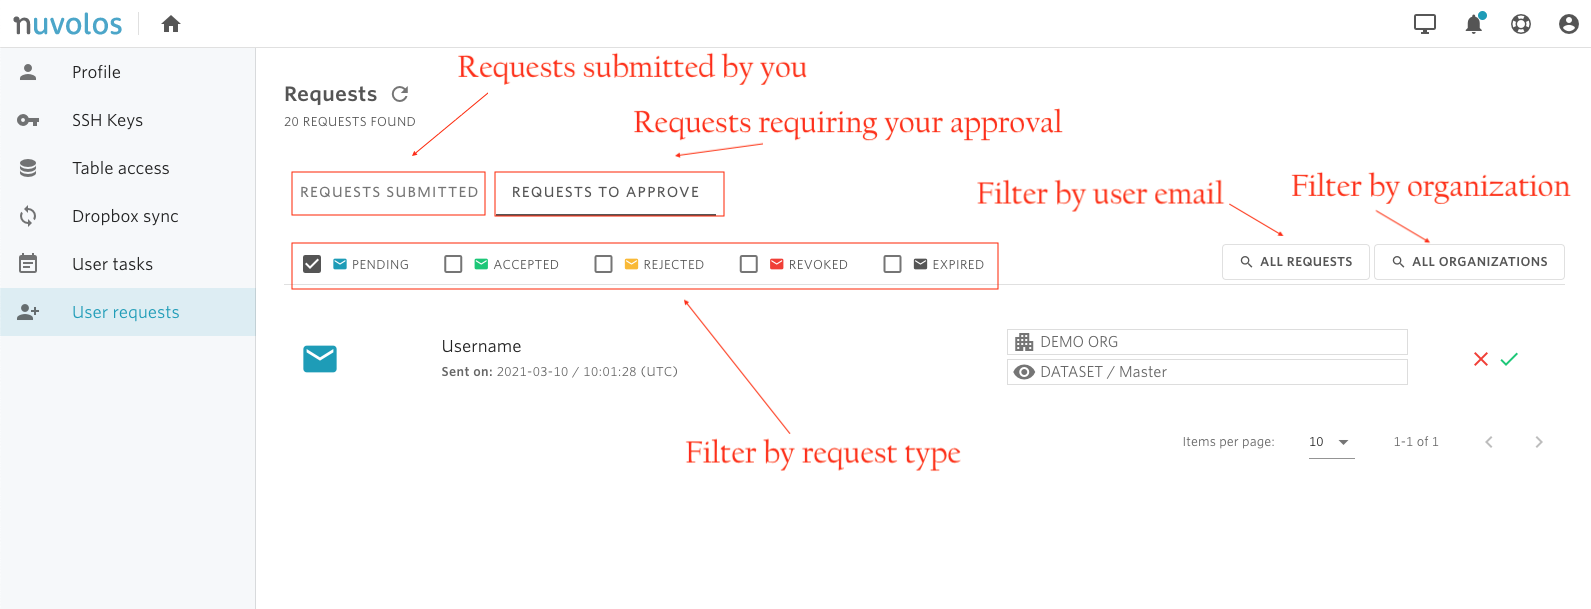 nuvolos
Profile
SSH Keys
Table access
Dropbox sync
User tasks
User requests
Requests submitted by you
Requests
20 REQUESTS FOUND
Requests requiring your approval
REQUESTS SUBMITTED
REQUESTS TO APPROVE
Filter by user email
Filter by organization
PENDING
ACCEPTED
REJECTED
REVOKED
EXPIRED
ALL REQUESTS
ALL ORGANIZATIONS
Username
Sent on: 2021-03-10 / 10:01:28 (UTC)
DEMO ORG
DATASET / Master
Filter by request type
Items per page: 10 1-1 of 1